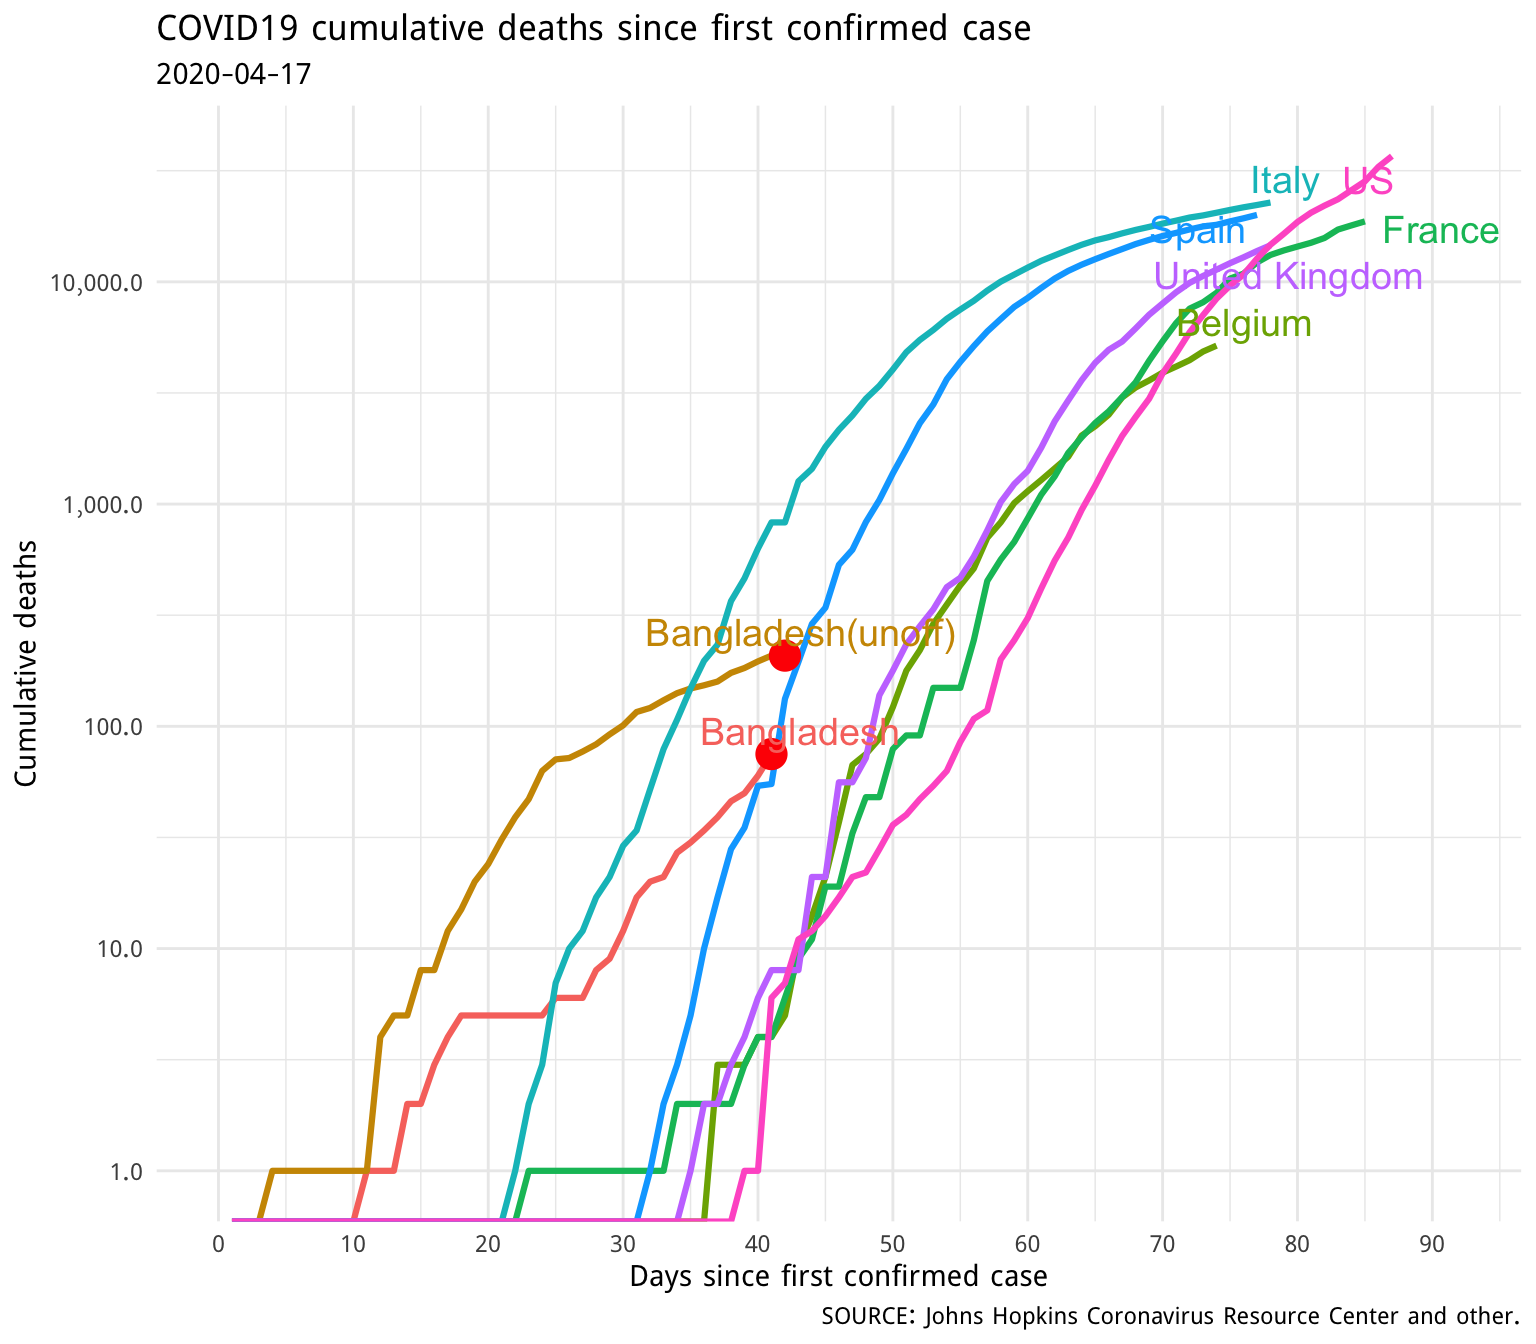 COVID19 cumulative deaths since first confirmed case
2020-04-17
Italy US
Spain France
10,000.0
United Kingdom
Belgium
1,000.0
Cumulative deaths
Bangladesh(unoff)
100.0
Bangladesh
10.0
1.0
0 10 20 30 40 50 60 70 80 90
Days since first confirmed case
SOURCE: Johns Hopkins Coronavirus Resource Center and other.